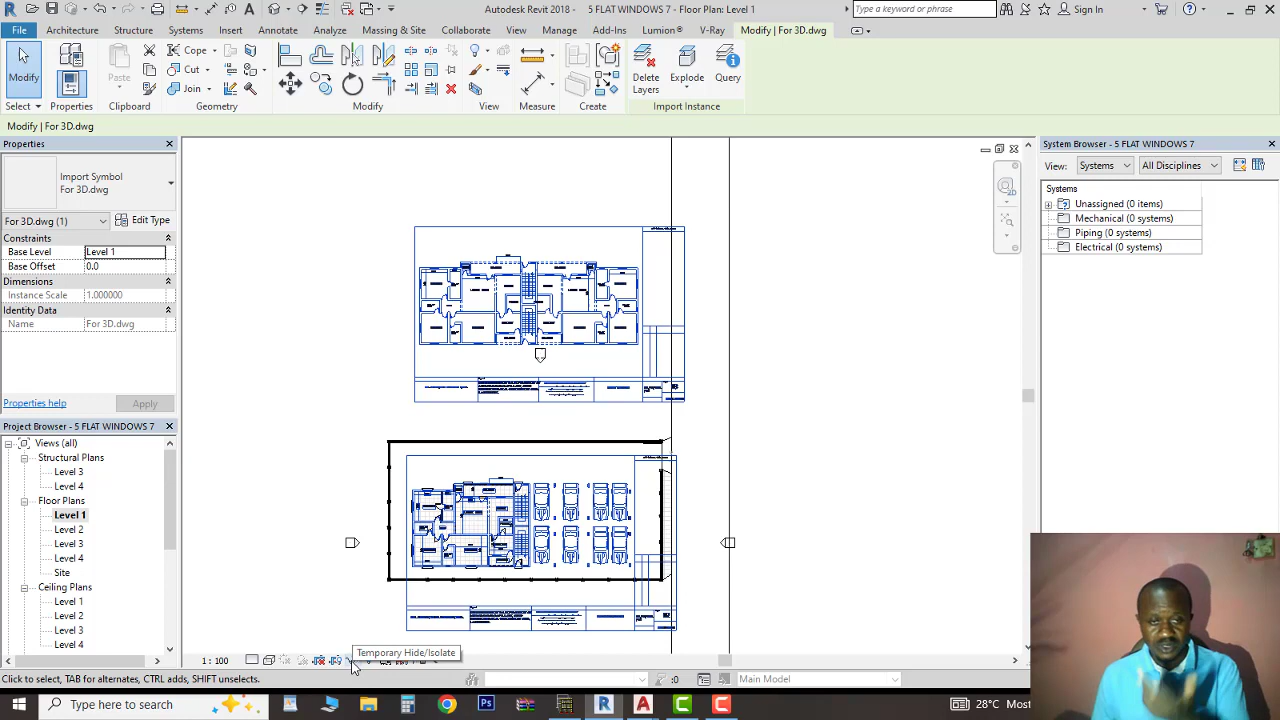 Autodesk Revit 2018 -    5 FLAT WINDOWS 7 - Floor Plan: Level 1
Type a keyword or phrase
Sign In
File
Architecture
Structure
Systems
Insert
Annotate
Analyze
Massing & Site
Collaborate
View
Manage
Add-Ins
Lumion®
V-Ray
Modify | For 3D.dwg
Modify
Properties
Paste
Cope
Cut
Join
Delete Layers
Explode
Query
Select
Properties
Clipboard
Geometry
Modify
View
Measure
Create
Import Instance
Modify | For 3D.dwg
Properties
Import Symbol
For 3D.dwg
For 3D.dwg (1)
Edit Type
Constraints
Base Level
Level 1
Base Offset
0.0
Dimensions
Instance Scale
1.000000
Identity Data
Name
For 3D.dwg
Properties help
Apply
Project Browser - 5 FLAT WINDOWS 7
Views (all)
Structural Plans
Level 3
Level 4
Floor Plans
Level 1
Level 2
Level 3
Level 4
Site
Ceiling Plans
Level 1
Level 2
Level 3
Level 4
System Browser - 5 FLAT WINDOWS 7
View:
Systems
All Disciplines
Systems
Unassigned (0 items)
Mechanical (0 systems)
Piping (0 systems)
Electrical (0 systems)
1 : 100
Temporary Hide/Isolate
Click to select, TAB for alternates, CTRL adds, SHIFT unselects.
:0
Main Model
Type here to search
28°C Most